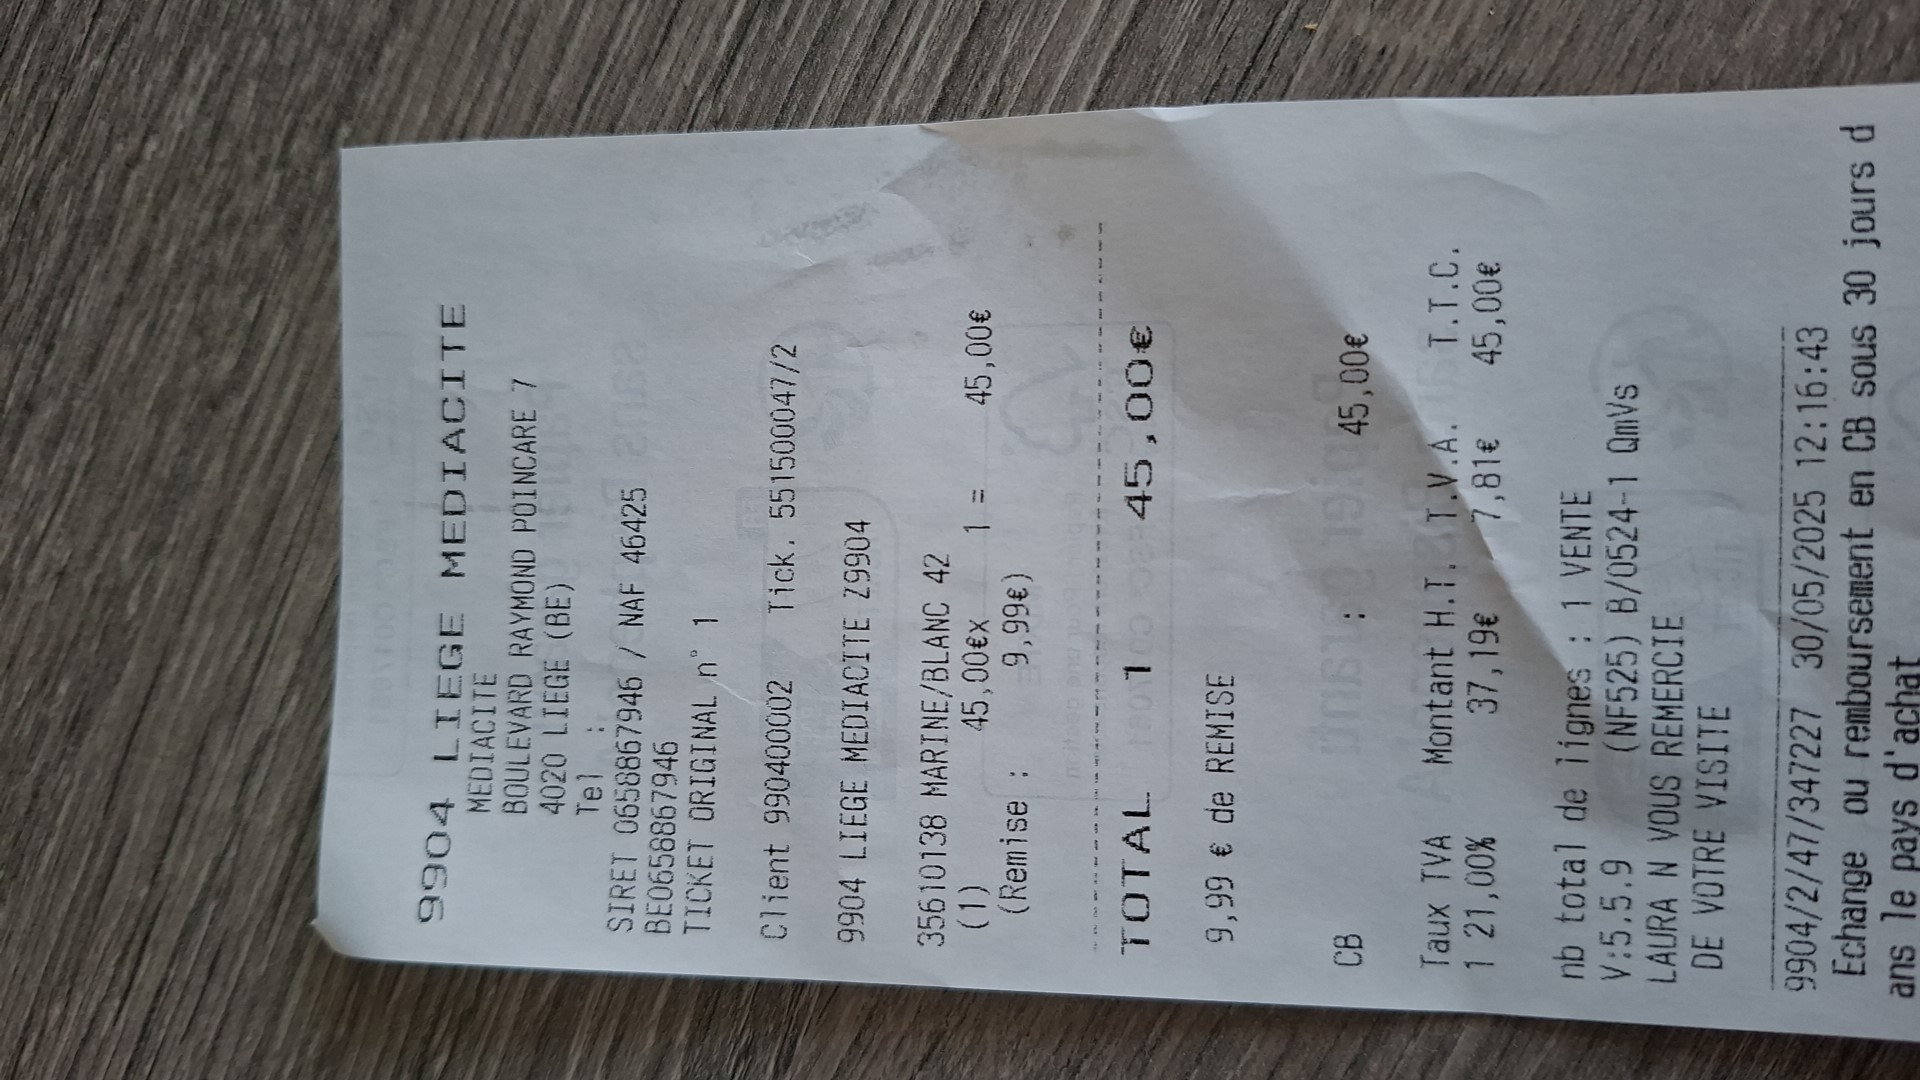 9904 LIEGE MEDIACITE
MEDIACITE
BOULEVARD RAYMOND POINCARE 7
4020 LIEGE (BE)
Tel :
SIRET 0658867946 / NAF 46425
BE0658867946
TICKET ORIGINAL n° 1
Client 990400002 Tick. 551500047/2
9904 LIEGE MEDIACITE Z9904
35610138 MARINE/BLANC 42
(1) 45,00€x 1 = 45,00€
(Remise : 9,99€)
TOTAL 1 45,00€
9,99 € de REMISE
CB : 45,00€
Taux TVA Montant H.T. T.V.A. T.T.C.
1 21,00% 37,19€ 7,81€ 45,00€
nb total de lignes : 1 VENTE
V:5.5.9 (NF525) B/0524-1 QmVs
LAURA N VOUS REMERCIE
DE VOTRE VISITE
9904/2/47/347227 30/05/2025 12:16:43
Echange ou remboursement en CB sous 30 jours d
ans le pays d'achat